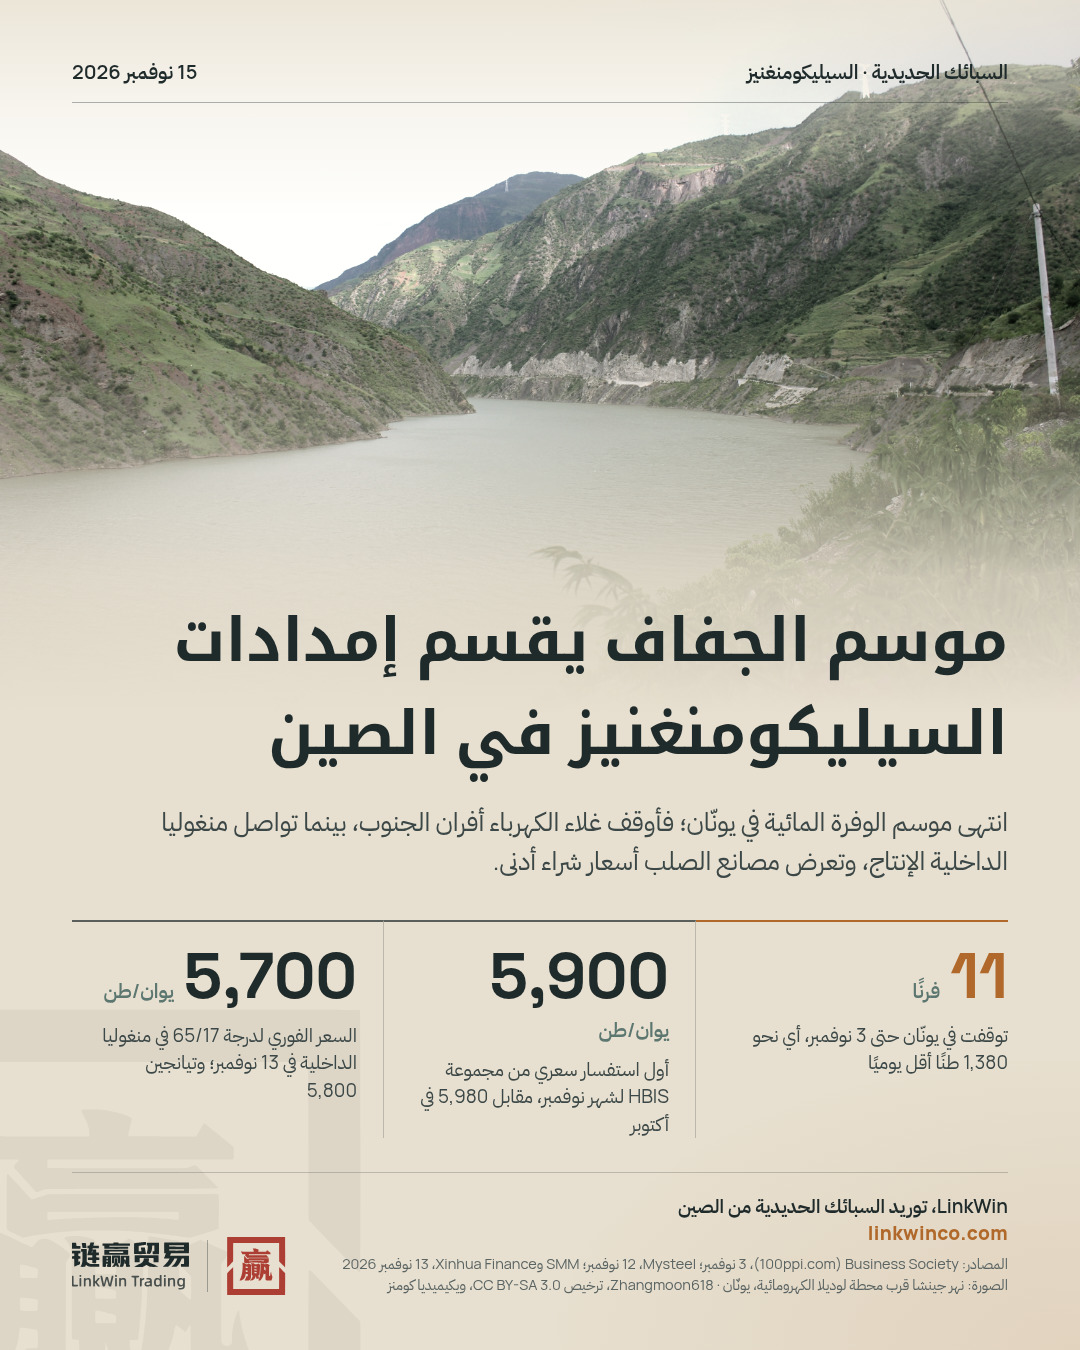 السبائك الحديدية · السيليكومنغنيز
15 نوفمبر 2026
موسم الجفاف يقسم إمدادات
السيليكومنغنيز في الصين
انتهى موسم الوفرة المائية في يونّان؛ فأوقف غلاء الكهرباء أفران الجنوب، بينما تواصل منغوليا
الداخلية الإنتاج، وتعرض مصانع الصلب أسعار شراء أدنى.
11 فرنًا
توقفت في يونّان حتى 3 نوفمبر، أي نحو
1,380 طنًا أقل يوميًا
5,900
يوان/طن
أول استفسار سعري من مجموعة
HBIS لشهر نوفمبر، مقابل 5,980 في
أكتوبر
5,700 يوان/طن
السعر الفوري لدرجة 65/17 في منغوليا
الداخلية في 13 نوفمبر؛ وتيانجين
5,800
LinkWin، توريد السبائك الحديدية من الصين
linkwinco.com
المصادر: Business Society (100ppi.com)، 3 نوفمبر؛ Mysteel، 12 نوفمبر؛ SMM وXinhua Finance، 13 نوفمبر 2026
الصورة: نهر جينشا قرب محطة لوديلا الكهرومائية، يونّان · Zhangmoon618، ترخيص CC BY-SA 3.0، ويكيميديا كومنز
赢
链赢贸易
LinkWin Trading
赢